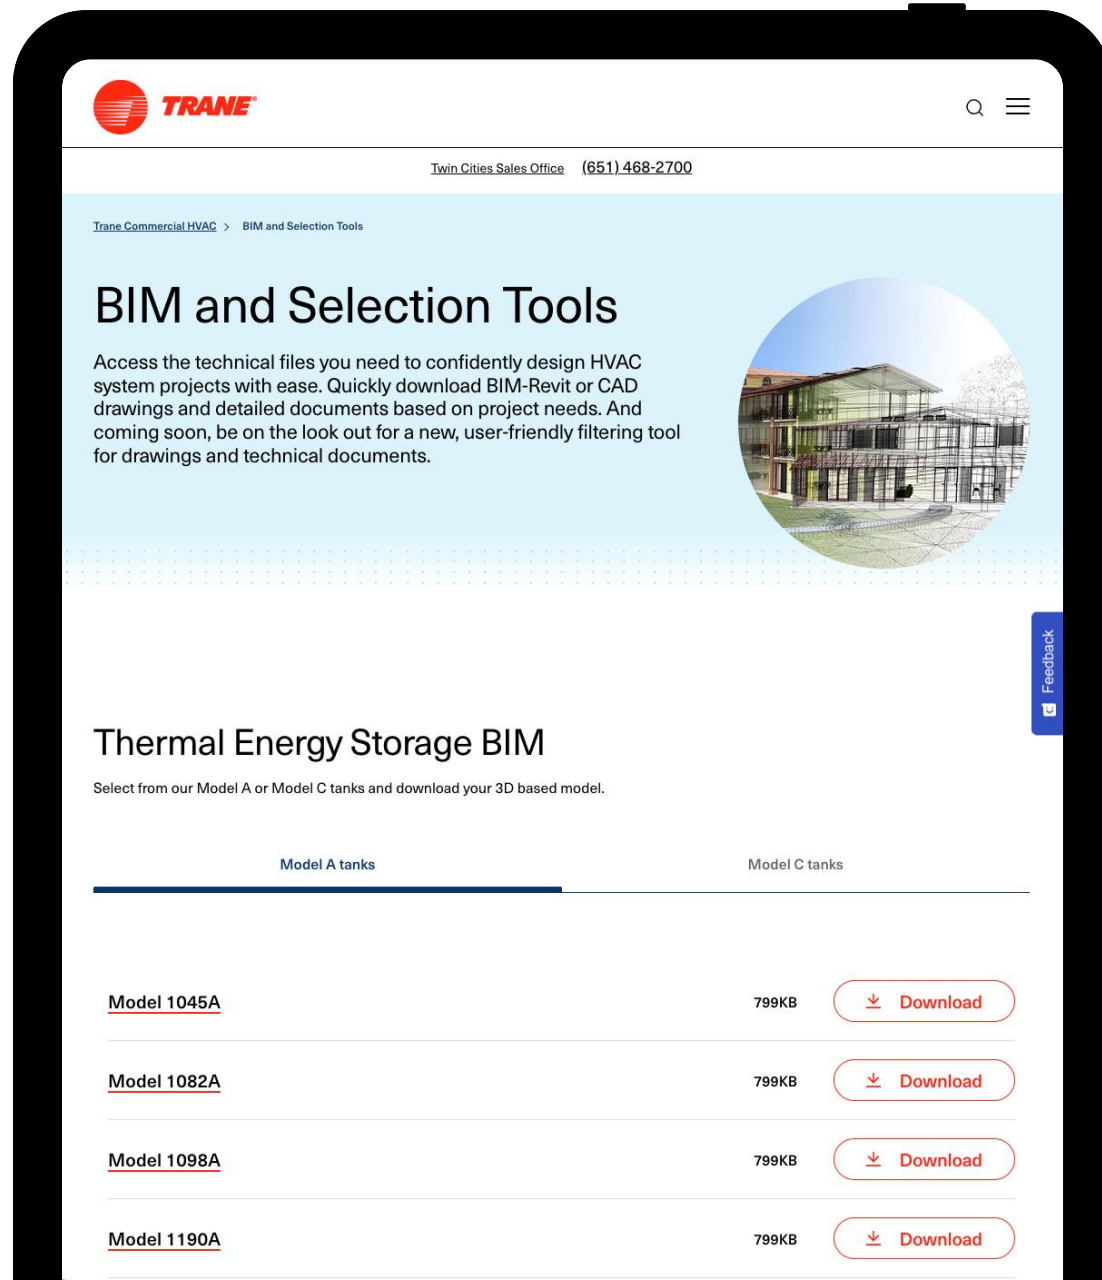 TRANE®
Twin Cities Sales Office (651) 468-2700
Trane Commercial HVAC > BIM and Selection Tools
BIM and Selection Tools
Access the technical files you need to confidently design HVAC
system projects with ease. Quickly download BIM-Revit or CAD
drawings and detailed documents based on project needs. And
coming soon, be on the look out for a new, user-friendly filtering tool
for drawings and technical documents.
Feedback
Thermal Energy Storage BIM
Select from our Model A or Model C tanks and download your 3D based model.
Model A tanks Model C tanks
Model 1045A 799KB Download
Model 1082A 799KB Download
Model 1098A 799KB Download
Model 1190A 799KB Download